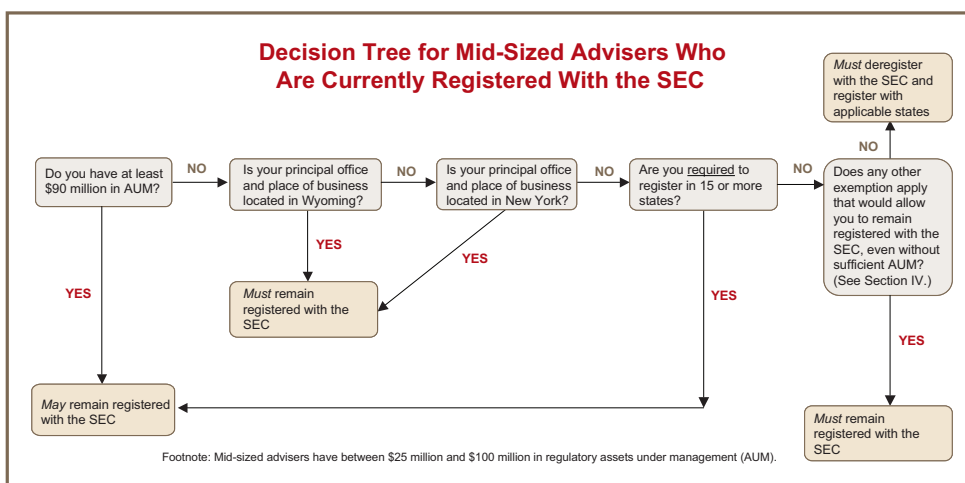 Decision Tree for Mid-Sized Advisers Who
Are Currently Registered With the SEC
Must deregister
with the SEC and
register with
applicable states
NO
Do you have at least
$90 million in AUM?
NO
Is your principal office
and place of business
located in Wyoming?
NO
Is your principal office
and place of business
located in New York?
NO
Are you required to
register in 15 or more
states?
NO
Does any other
exemption apply
that would allow
you to remain
registered with the
SEC, even without
sufficient AUM?
(See Section IV.)
YES
YES
YES
YES
YES
Must remain
registered with the
SEC
May remain registered
with the SEC
Must remain
registered with the
SEC
Footnote: Mid-sized advisers have between $25 million and $100 million in regulatory assets under management (AUM).